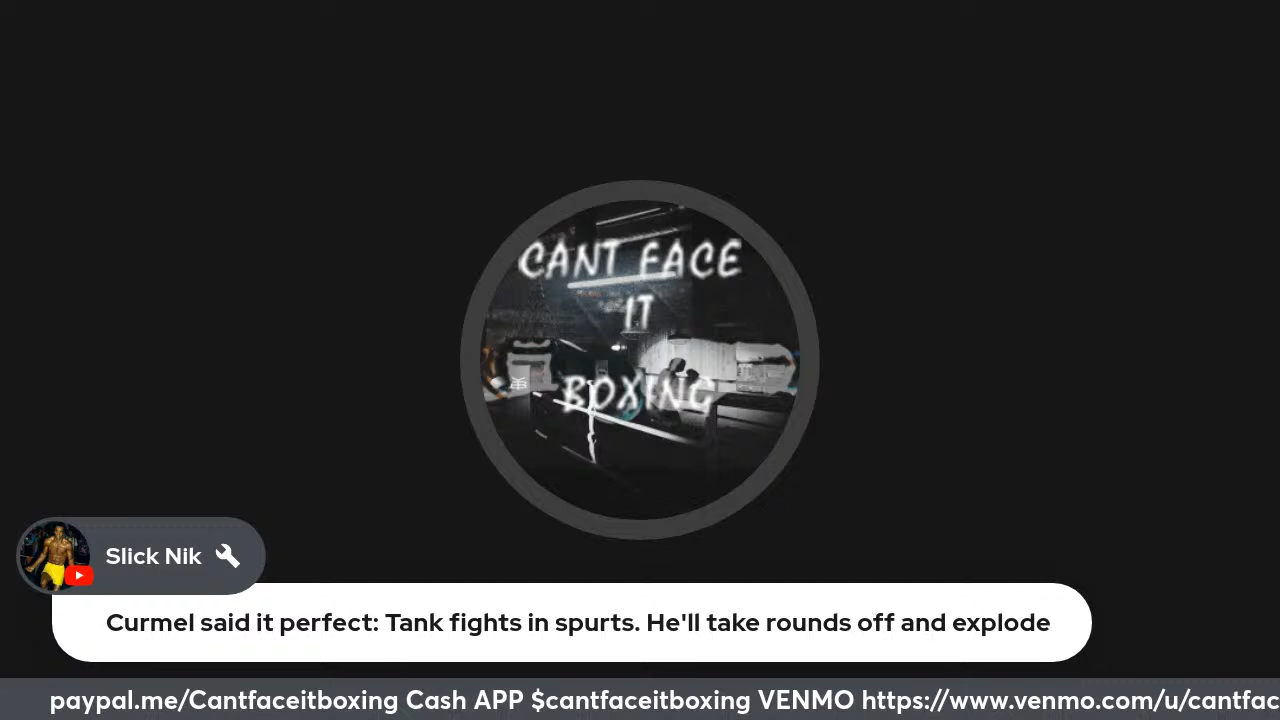 CANT FACE
IT
BOXING
Slick Nik
Curmel said it perfect: Tank fights in spurts. He'll take rounds off and explode
paypal.me/Cantfaceitboxing Cash APP $cantfaceitboxing VENMO https://www.venmo.com/u/cantfac